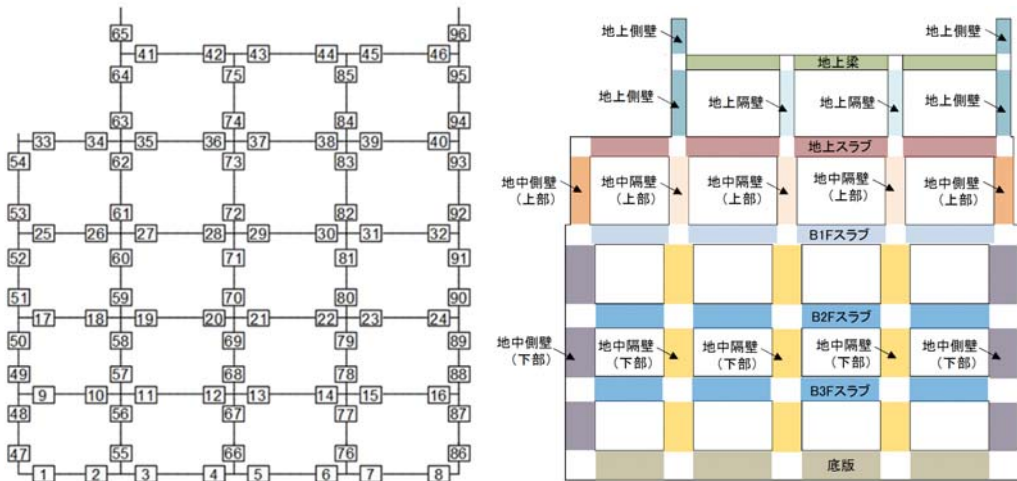 65
96
41 42 43 44 45 46
64 75 85 95
63 74 84 94
33 34 35 36 37 38 39 40
54 62 73 83 93
53 61 72 82 92
25 26 27 28 29 30 31 32
52 60 71 81 91
51 59 70 80 90
17 18 19 20 21 22 23 24
50 58 69 79 89
49 57 68 78 88
9 10 11 12 13 14 15 16
48 56 67 77 87
47 55 66 76 86
1 2 3 4 5 6 7 8
地上側壁
地上側壁
地上梁
地上側壁
地上隔壁
地上隔壁
地上側壁
地上スラブ
地中側壁
(上部)
地中隔壁
(上部)
地中隔壁
(上部)
地中隔壁
(上部)
地中側壁
(上部)
B1Fスラブ
B2Fスラブ
地中側壁
(下部)
地中隔壁
(下部)
地中隔壁
(下部)
地中隔壁
(下部)
地中側壁
(下部)
B3Fスラブ
底版